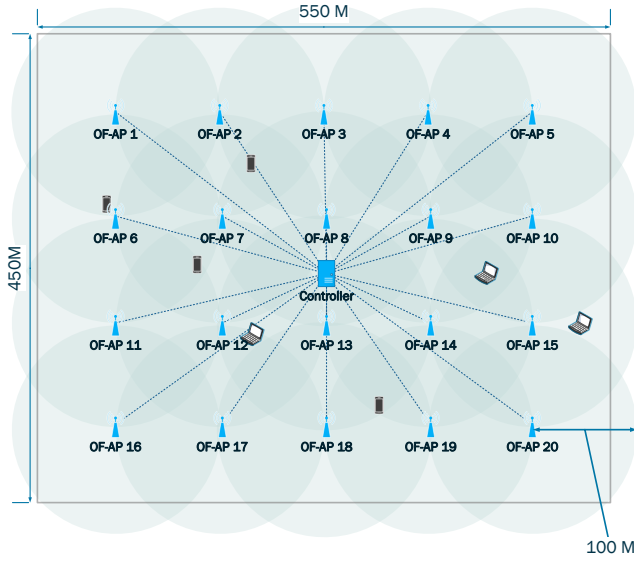 550 M
OF-AP 1
OF-AP 2
OF-AP 3
OF-AP 4
OF-AP 5
OF-AP 6
OF-AP 7
OF-AP 8
OF-AP 9
OF-AP 10
450M
Controller
OF-AP 11
OF-AP 12
OF-AP 13
OF-AP 14
OF-AP 15
OF-AP 16
OF-AP 17
OF-AP 18
OF-AP 19
OF-AP 20
100 M